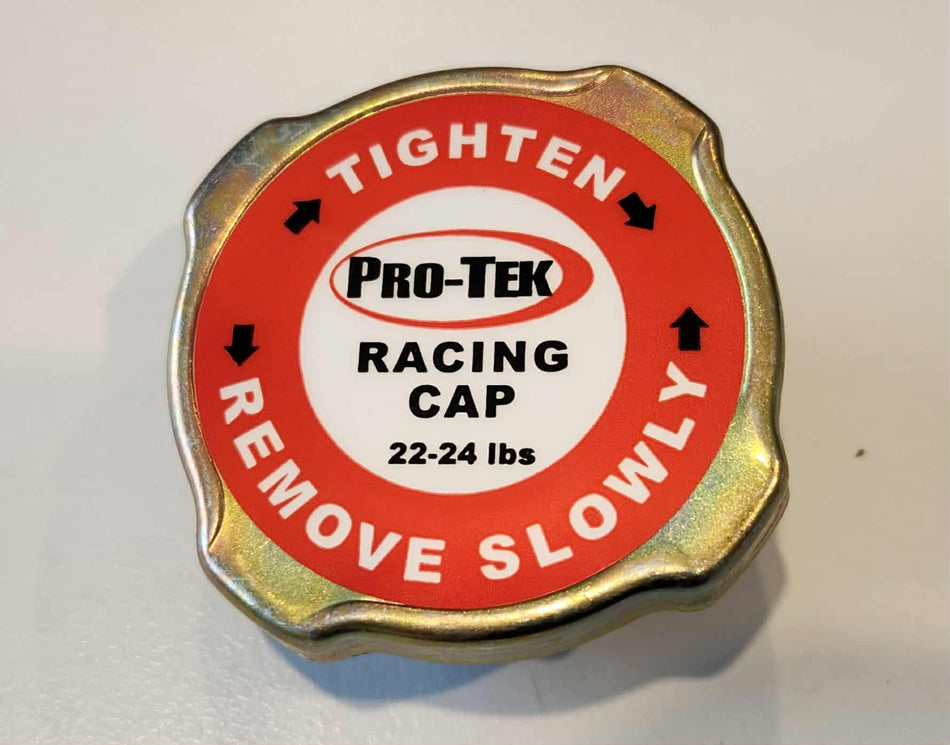 TIGHTEN
PRO-TEK
RACING
CAP
22-24 lbs
REMOVE SLOWLY